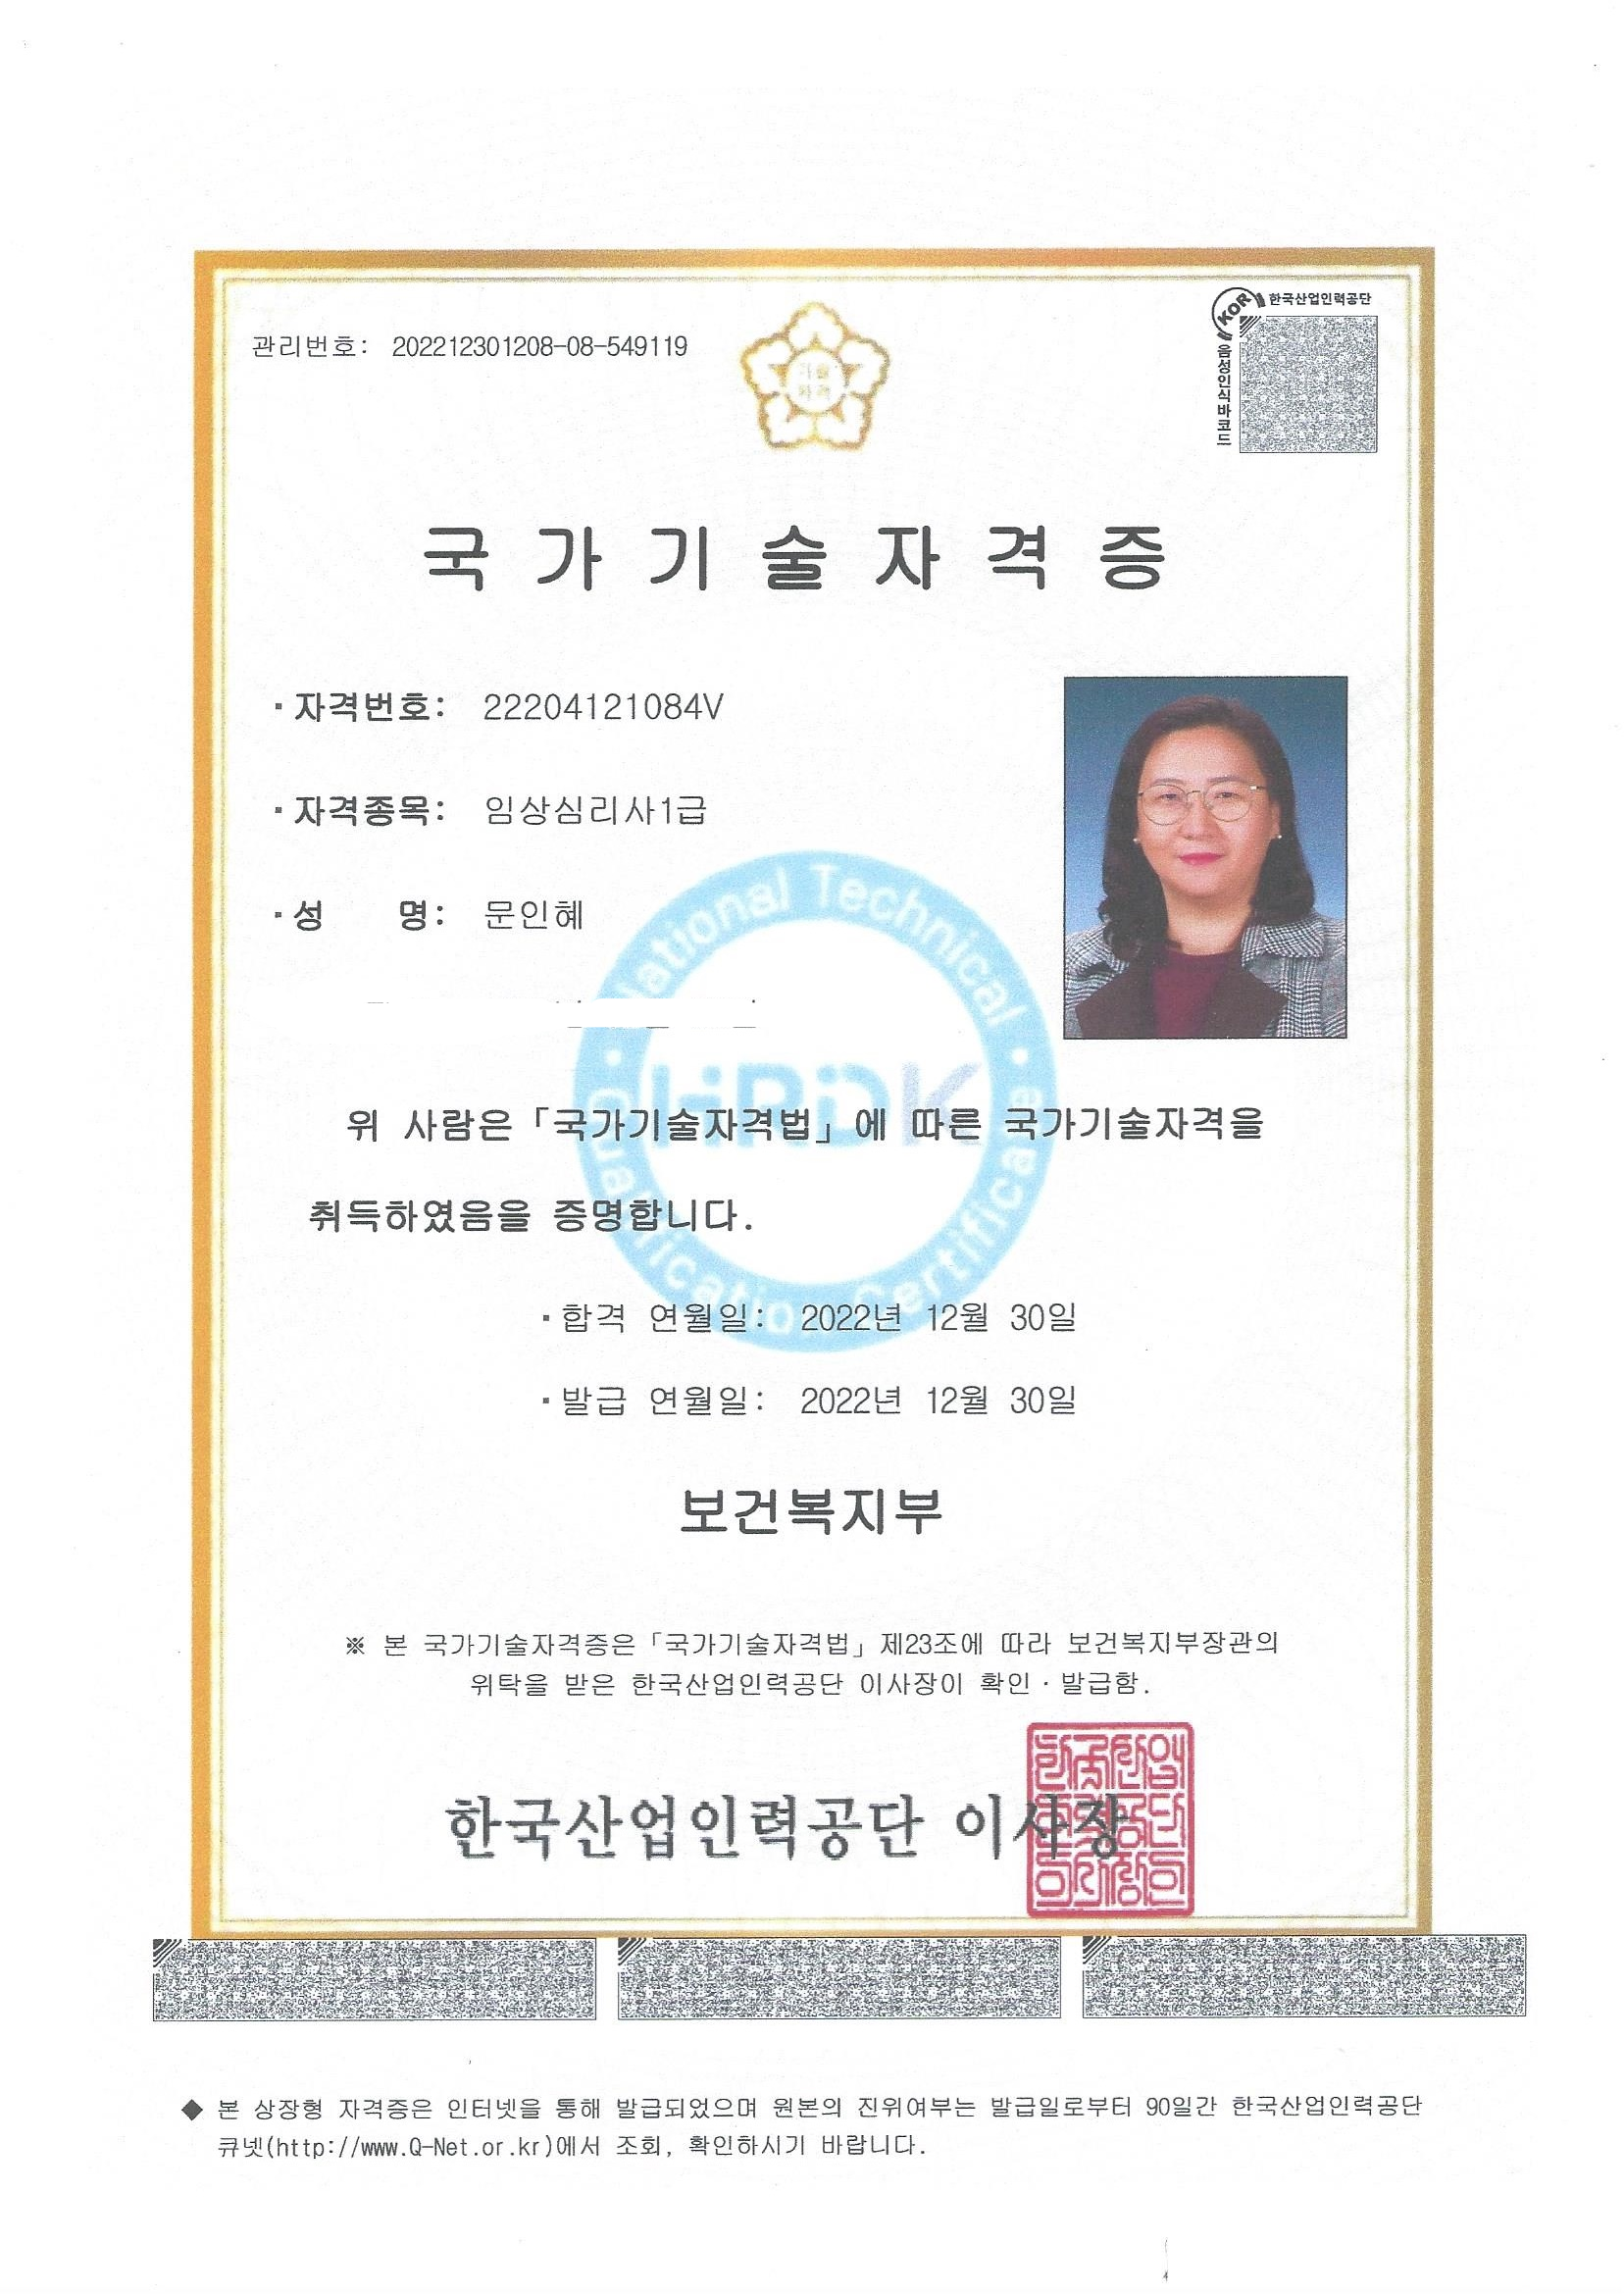 관리번호: 202212301208-08-549119
KOR 한국산업인력공단
음성인식바코드
기술
자격
국가기술자격증
· 자격번호: 22204121084V
· 자격종목: 임상심리사1급
· 성 명: 문인혜
National Technical Qualification Certificate
HRDK
위 사람은「국가기술자격법」에 따른 국가기술자격을
취득하였음을 증명합니다.
· 합격 연월일: 2022년 12월 30일
· 발급 연월일: 2022년 12월 30일
보건복지부
※ 본 국가기술자격증은「국가기술자격법」제23조에 따라 보건복지부장관의
위탁을 받은 한국산업인력공단 이사장이 확인 · 발급함.
한국산업인력공단 이사장
◆ 본 상장형 자격증은 인터넷을 통해 발급되었으며 원본의 진위여부는 발급일로부터 90일간 한국산업인력공단
큐넷(http://www.Q-Net.or.kr)에서 조회, 확인하시기 바랍니다.